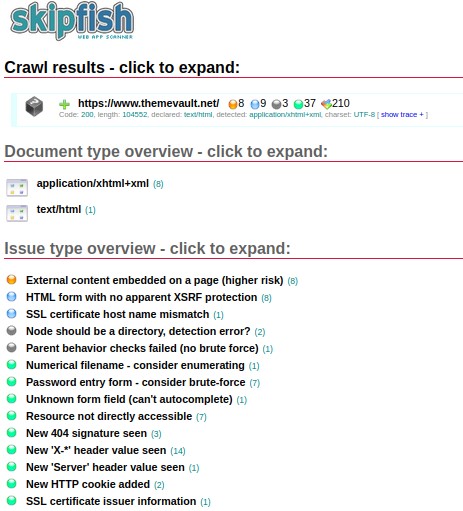 skipfish
WEB APP SCANNER
Crawl results - click to expand:
https://www.themevault.net/ 8 9 3 37 210
Code: 200, length: 104552, declared: text/html, detected: application/xhtml+xml, charset: UTF-8 [ show trace + ]
Document type overview - click to expand:
application/xhtml+xml (8)
text/html (1)
Issue type overview - click to expand:
External content embedded on a page (higher risk) (8)
HTML form with no apparent XSRF protection (8)
SSL certificate host name mismatch (1)
Node should be a directory, detection error? (2)
Parent behavior checks failed (no brute force) (1)
Numerical filename - consider enumerating (1)
Password entry form - consider brute-force (7)
Unknown form field (can't autocomplete) (1)
Resource not directly accessible (7)
New 404 signature seen (3)
New 'X-*' header value seen (14)
New 'Server' header value seen (1)
New HTTP cookie added (2)
SSL certificate issuer information (1)